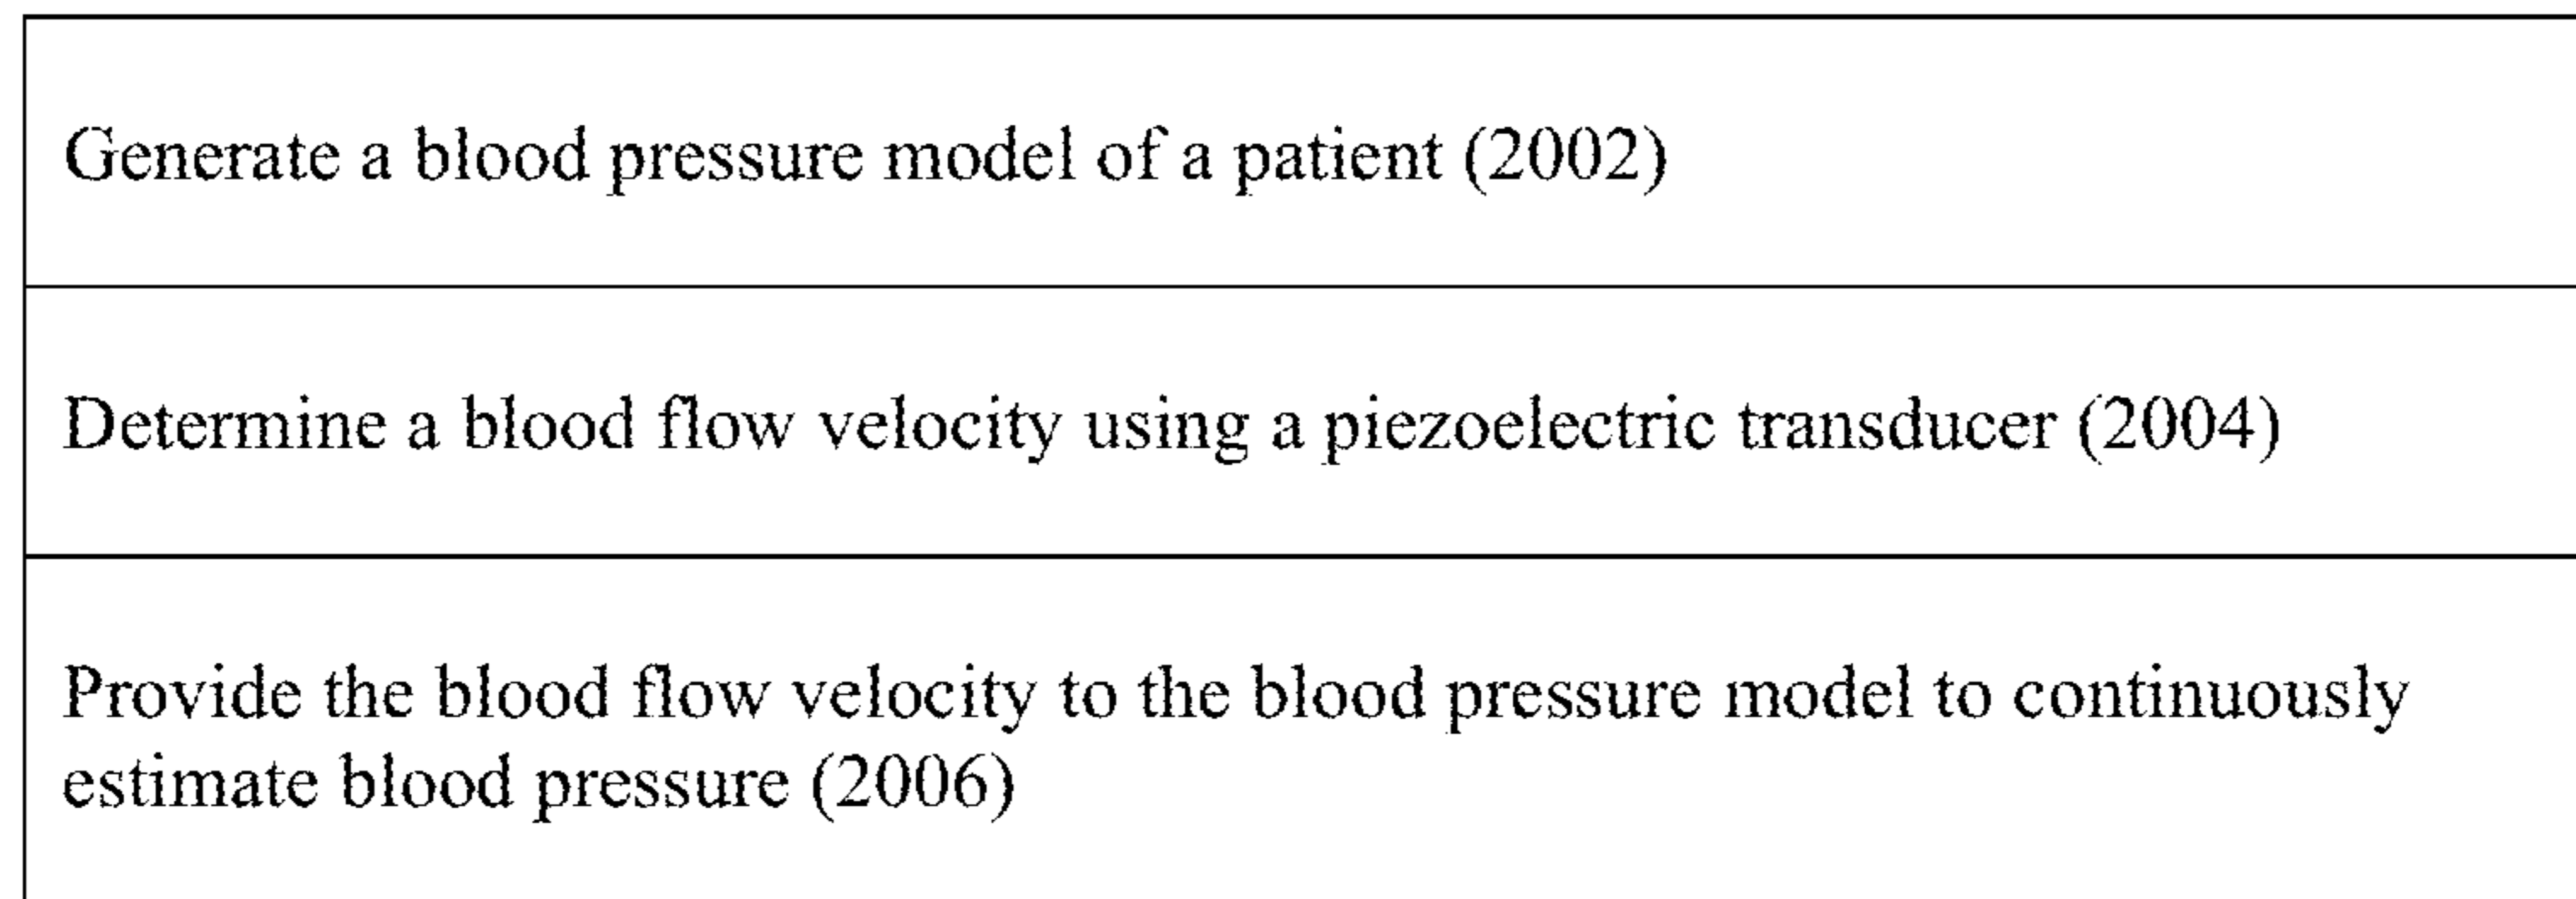 Generate a blood pressure model of a patient (2002)
Determine a blood flow velocity using a piezoelectric transducer (2004)
Provide the blood flow velocity to the blood pressure model to continuously
estimate blood pressure (2006)